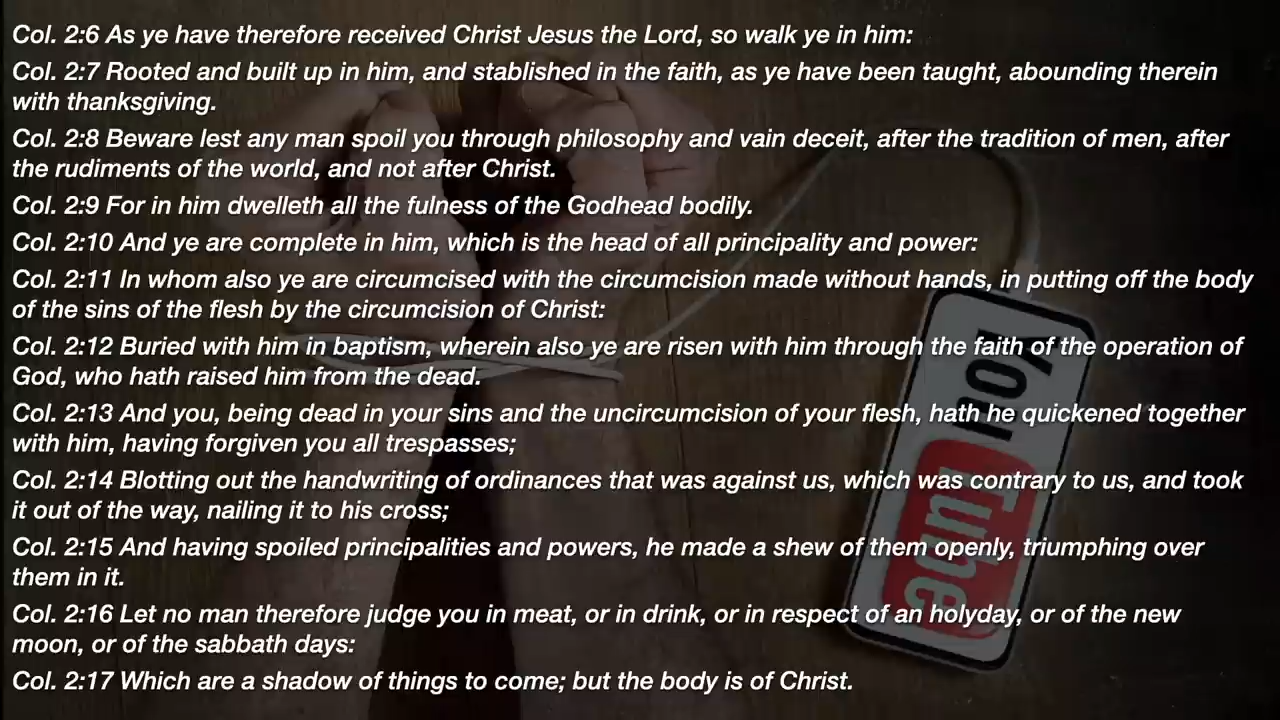 Col. 2:6 As ye have therefore received Christ Jesus the Lord, so walk ye in him:
Col. 2:7 Rooted and built up in him, and stablished in the faith, as ye have been taught, abounding therein
with thanksgiving.
Col. 2:8 Beware lest any man spoil you through philosophy and vain deceit, after the tradition of men, after
the rudiments of the world, and not after Christ.
Col. 2:9 For in him dwelleth all the fulness of the Godhead bodily.
Col. 2:10 And ye are complete in him, which is the head of all principality and power:
Col. 2:11 In whom also ye are circumcised with the circumcision made without hands, in putting off the body
of the sins of the flesh by the circumcision of Christ:
Col. 2:12 Buried with him in baptism, wherein also ye are risen with him through the faith of the operation of
God, who hath raised him from the dead.
Col. 2:13 And you, being dead in your sins and the uncircumcision of your flesh, hath he quickened together
with him, having forgiven you all trespasses;
Col. 2:14 Blotting out the handwriting of ordinances that was against us, which was contrary to us, and took
it out of the way, nailing it to his cross;
Col. 2:15 And having spoiled principalities and powers, he made a shew of them openly, triumphing over
them in it.
Col. 2:16 Let no man therefore judge you in meat, or in drink, or in respect of an holyday, or of the new
moon, or of the sabbath days:
Col. 2:17 Which are a shadow of things to come; but the body is of Christ.
You Tube